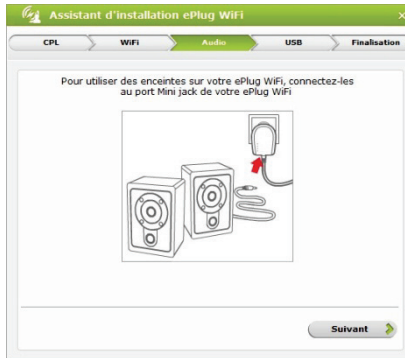 Assistant d'installation ePlug WiFi
CPL
WiFi
Audio
USB
Finalisation
Pour utiliser des enceintes sur votre ePlug WiFi, connectez-les
au port Mini jack de votre ePlug WiFi
Suivant